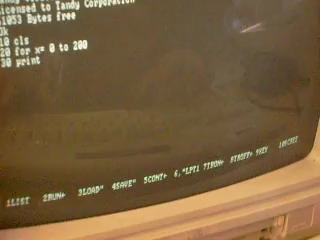 Licensed to Tandy Corporation
61053 Bytes free
Ok
10 cls
20 for x= 0 to 200
30 print
1LIST 2RUN← 3LOAD" 4SAVE" 5CONT← 6,"LPT1 7TRON← 8TROFF← 9KEY